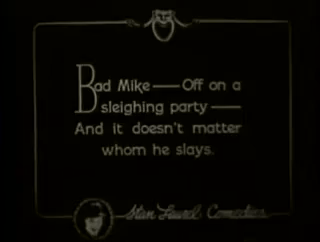 Bad Mike — Off on a
sleighing party —
And it doesn't matter
whom he slays.
Stan Laurel Comedies